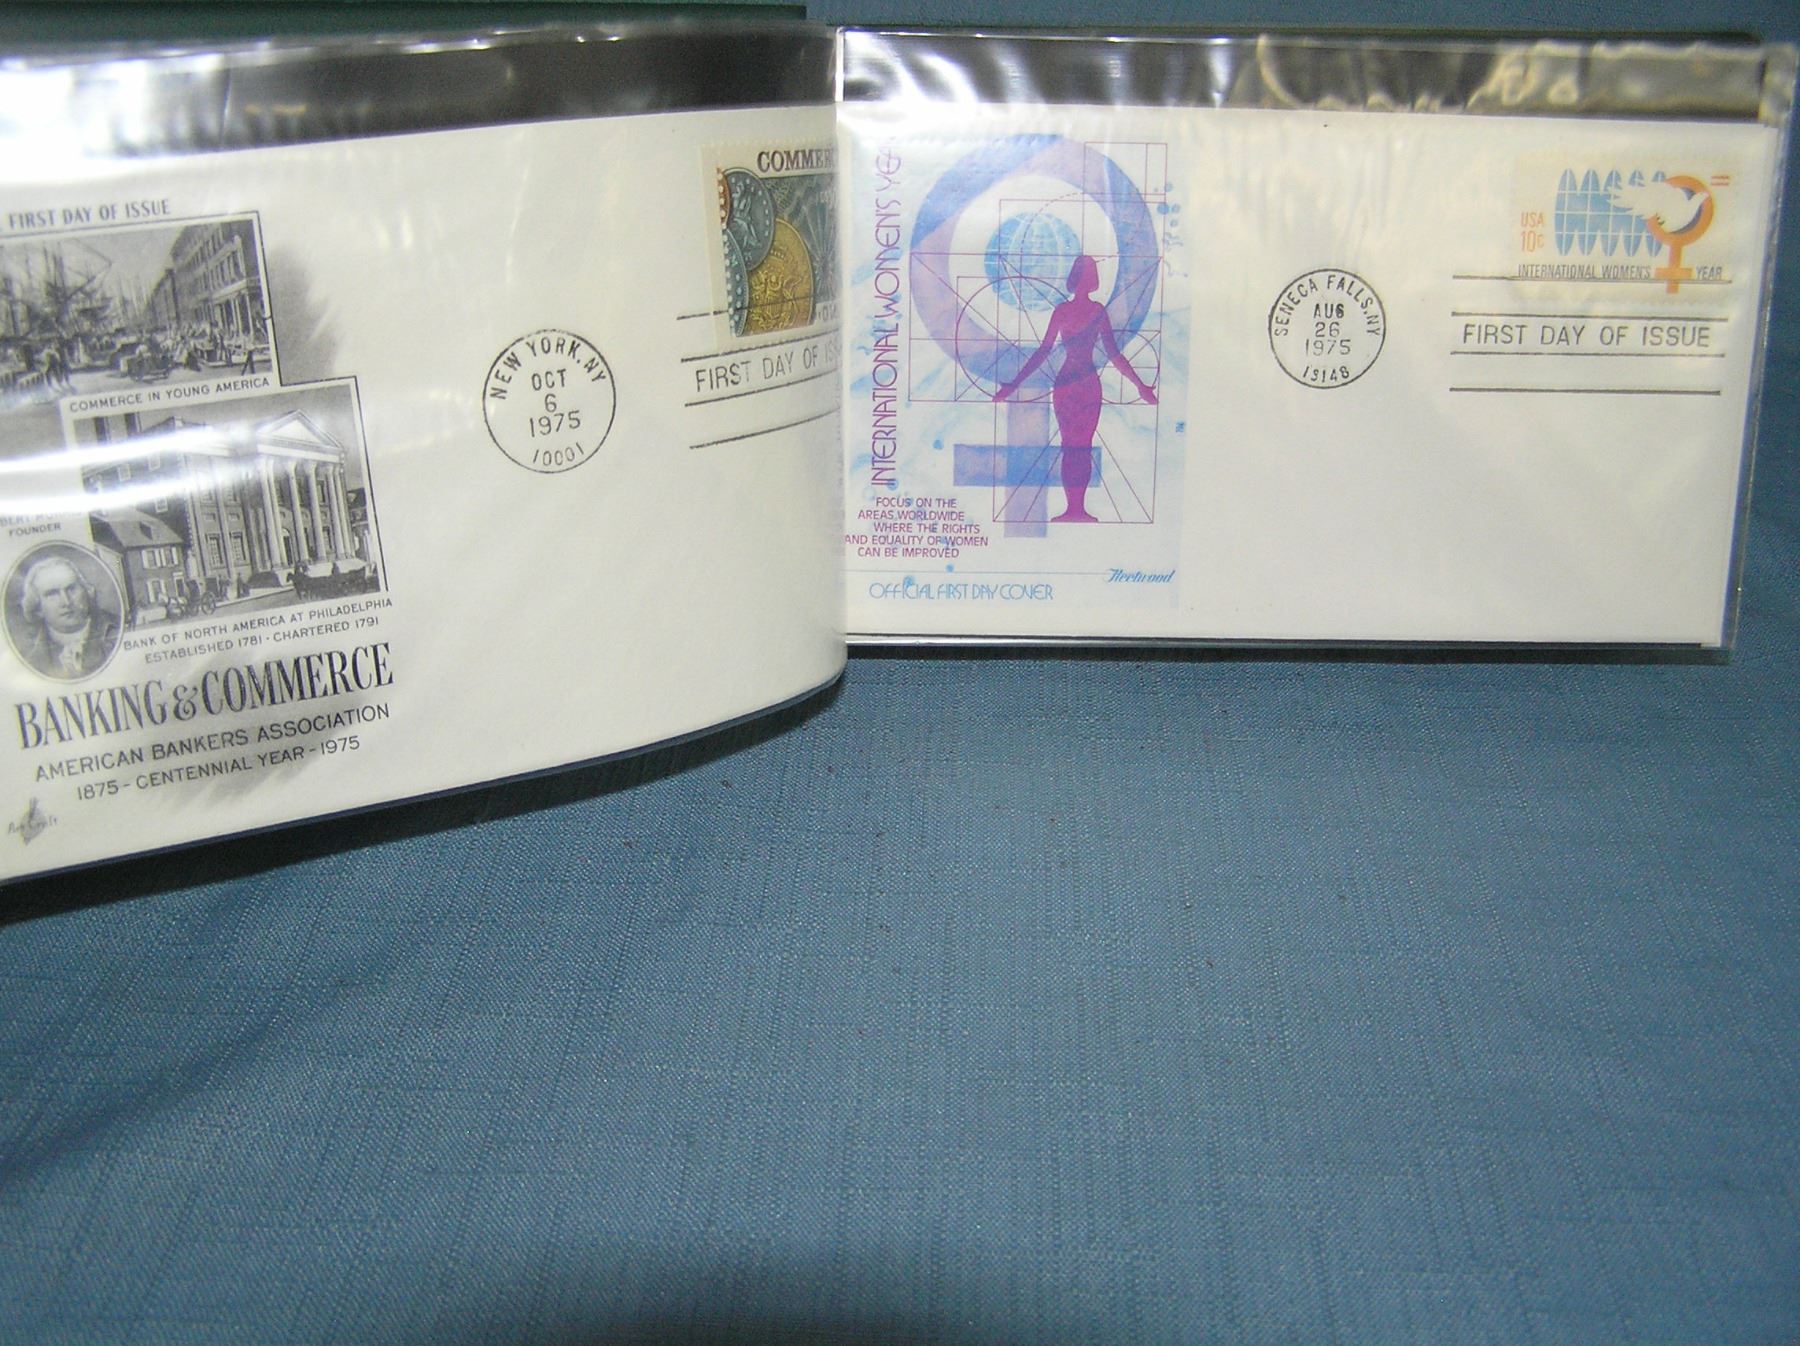 FIRST DAY OF ISSUE
COMMERCE IN YOUNG AMERICA
FOUNDER
BANK OF NORTH AMERICA AT PHILADELPHIA
ESTABLISHED 1781 - CHARTERED 1791
BANKING & COMMERCE
AMERICAN BANKERS ASSOCIATION
1875 - CENTENNIAL YEAR - 1975
ArtCraft
NEW YORK, NY
OCT
6
1975
10001
FIRST DAY OF
INTERNATIONAL WOMEN'S YEA
FOCUS ON THE
AREAS, WORLDWIDE
WHERE THE RIGHTS
AND EQUALITY OF WOMEN
CAN BE IMPROVED
Fleetwood
OFFICIAL FIRST DAY COVER
SENECA FALLS, NY
AUG
26
1975
13148
USA
10c
INTERNATIONAL WOMEN'S YEAR
FIRST DAY OF ISSUE